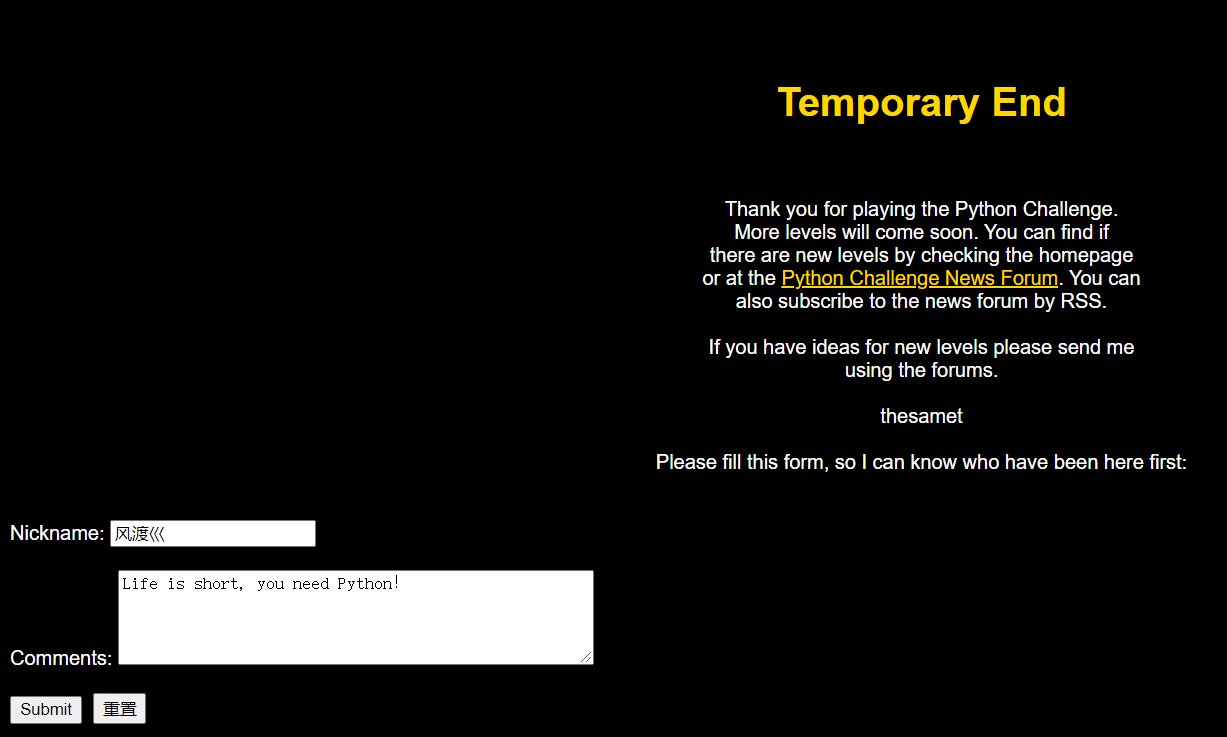 Temporary End
Thank you for playing the Python Challenge.
More levels will come soon. You can find if
there are new levels by checking the homepage
or at the Python Challenge News Forum. You can
also subscribe to the news forum by RSS.
If you have ideas for new levels please send me
using the forums.
thesamet
Please fill this form, so I can know who have been here first:
Nickname: 风渡巛
Life is short, you need Python!
Comments:
Submit 重置